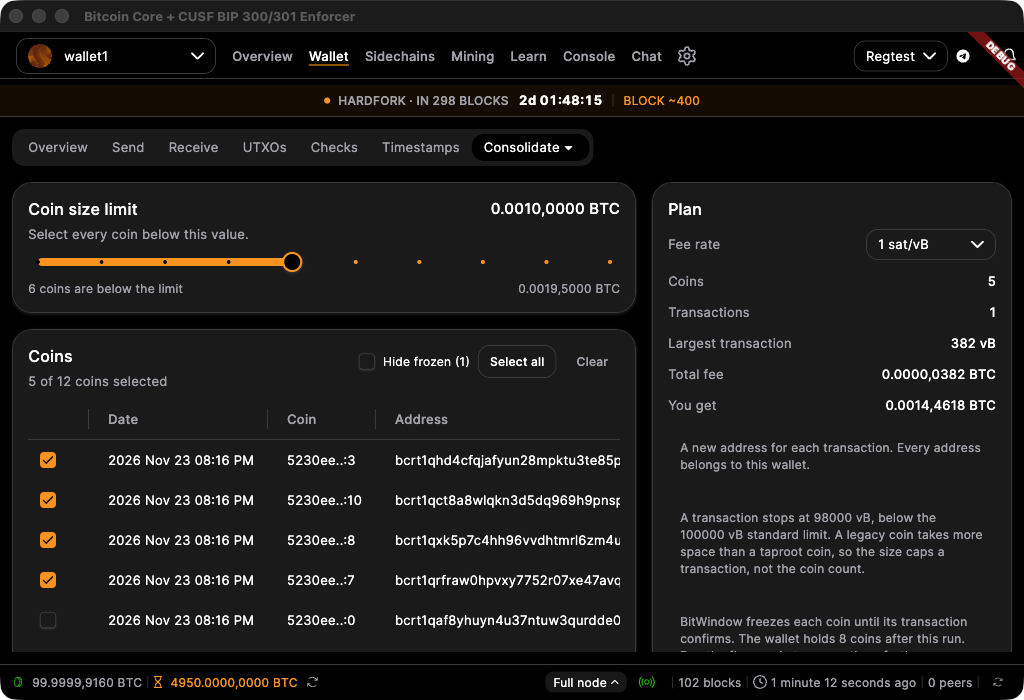 Bitcoin Core + CUSF BIP 300/301 Enforcer
wallet1 Overview Wallet Sidechains Mining Learn Console Chat Regtest DEBUG
HARDFORK · IN 298 BLOCKS 2d 01:48:15 BLOCK ~400
Overview Send Receive UTXOs Checks Timestamps Consolidate
Coin size limit 0.0010,0000 BTC
Select every coin below this value.
6 coins are below the limit 0.0019,5000 BTC
Coins
5 of 12 coins selected
Hide frozen (1) Select all Clear
Date Coin Address
2026 Nov 23 08:16 PM 5230ee..:3 bcrt1qhd4cfqjafyun28mpktu3te85p
2026 Nov 23 08:16 PM 5230ee..:10 bcrt1qct8a8wlqkn3d5dq969h9pnsp
2026 Nov 23 08:16 PM 5230ee..:8 bcrt1qxk5p7c4hh96vvdhtmrl6zm4u
2026 Nov 23 08:16 PM 5230ee..:7 bcrt1qrfraw0hpvxy7752r07xe47avq
2026 Nov 23 08:16 PM 5230ee..:0 bcrt1qaf8yhuyn4u37ntuw3qurdde0
Plan
Fee rate 1 sat/vB
Coins 5
Transactions 1
Largest transaction 382 vB
Total fee 0.0000,0382 BTC
You get 0.0014,4618 BTC
A new address for each transaction. Every address
belongs to this wallet.
A transaction stops at 98000 vB, below the
100000 vB standard limit. A legacy coin takes more
space than a taproot coin, so the size caps a
transaction, not the coin count.
BitWindow freezes each coin until its transaction
confirms. The wallet holds 8 coins after this run.
99.9999,9160 BTC 4950.0000,0000 BTC Full node 102 blocks 1 minute 12 seconds ago 0 peers